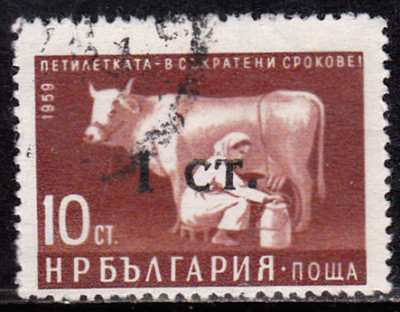 ПЕТИЛЕТКАТА-В СЪКРАТЕНИ СРОКОВЕ!
1959
1 СТ.
10 СТ.
НРБЪЛГАРИЯ·ПОЩА